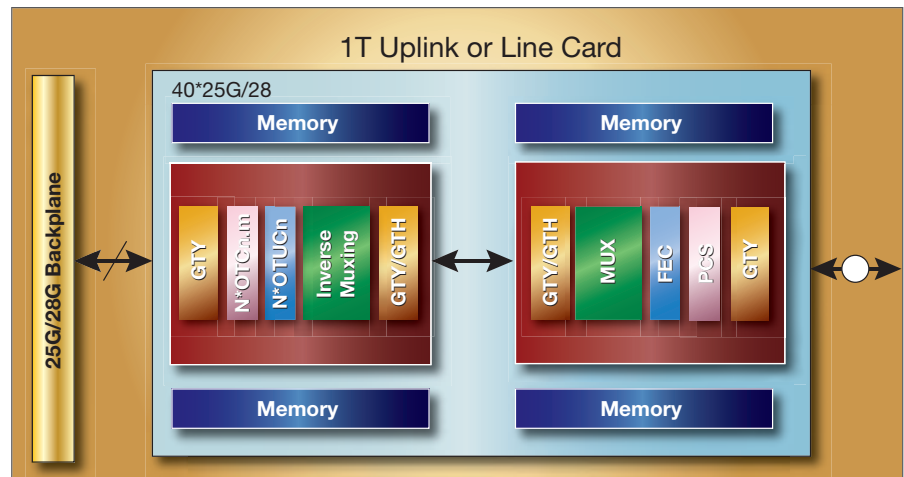 1T Uplink or Line Card
25G/28G Backplane
40*25G/28
Memory
GTY
N*OTCn.m
N*OTUCn
Inverse
Muxing
GTY/GTH
Memory
Memory
GTY/GTH
MUX
FEC
PCS
GTY
Memory